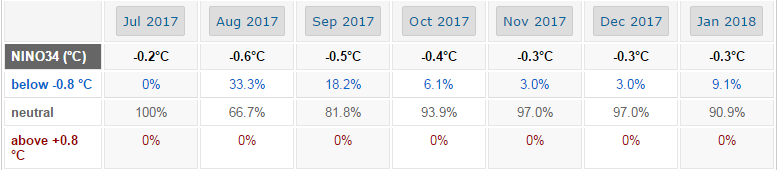 Jul 2017 Aug 2017 Sep 2017 Oct 2017 Nov 2017 Dec 2017 Jan 2018
NINO34 (°C) -0.2°C -0.6°C -0.5°C -0.4°C -0.3°C -0.3°C -0.3°C
below -0.8 °C 0% 33.3% 18.2% 6.1% 3.0% 3.0% 9.1%
neutral 100% 66.7% 81.8% 93.9% 97.0% 97.0% 90.9%
above +0.8 0% 0% 0% 0% 0% 0% 0%
°C